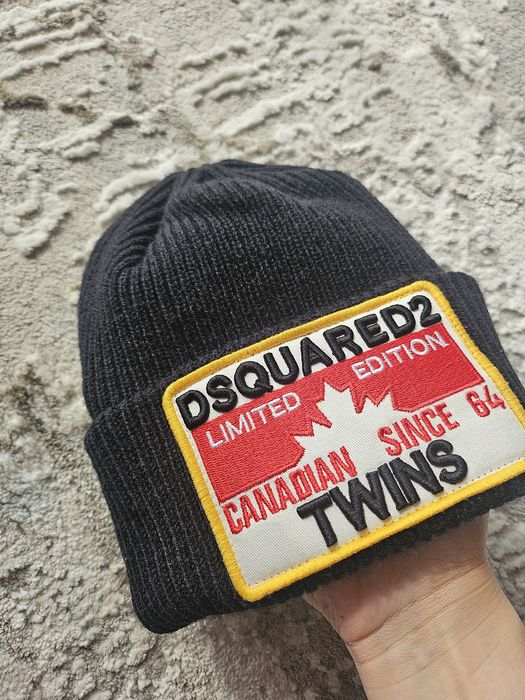 DSQUARED2
LIMITED EDITION
CANADIAN SINCE 64
TWINS